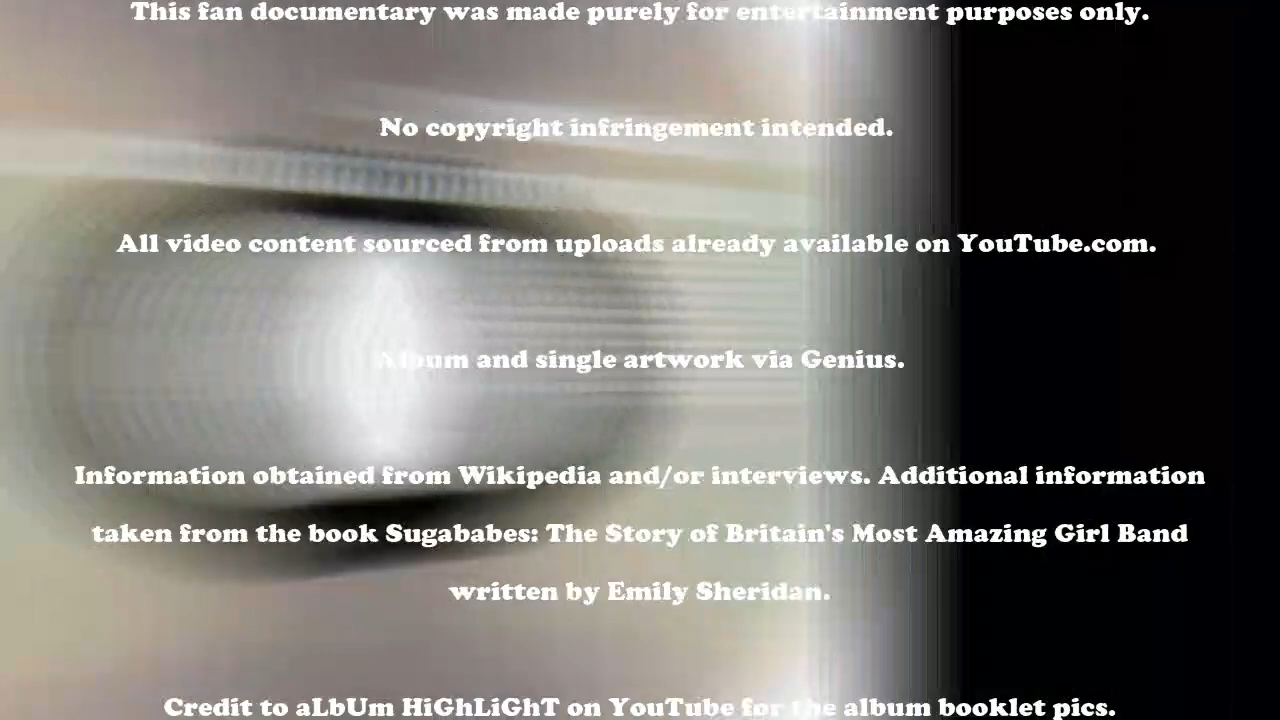 This fan documentary was made purely for entertainment purposes only.
No copyright infringement intended.
All video content sourced from uploads already available on YouTube.com.
Album and single artwork via Genius.
Information obtained from Wikipedia and/or interviews. Additional information
taken from the book Sugababes: The Story of Britain's Most Amazing Girl Band
written by Emily Sheridan.
Credit to aLbUm HiGhLiGhT on YouTube for the album booklet pics.